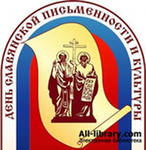 ДЕНЬ СЛАВЯНСКОЙ ПИСЬМЕННОСТИ И КУЛЬТУРЫ
All-library.com
Электронная библиотека